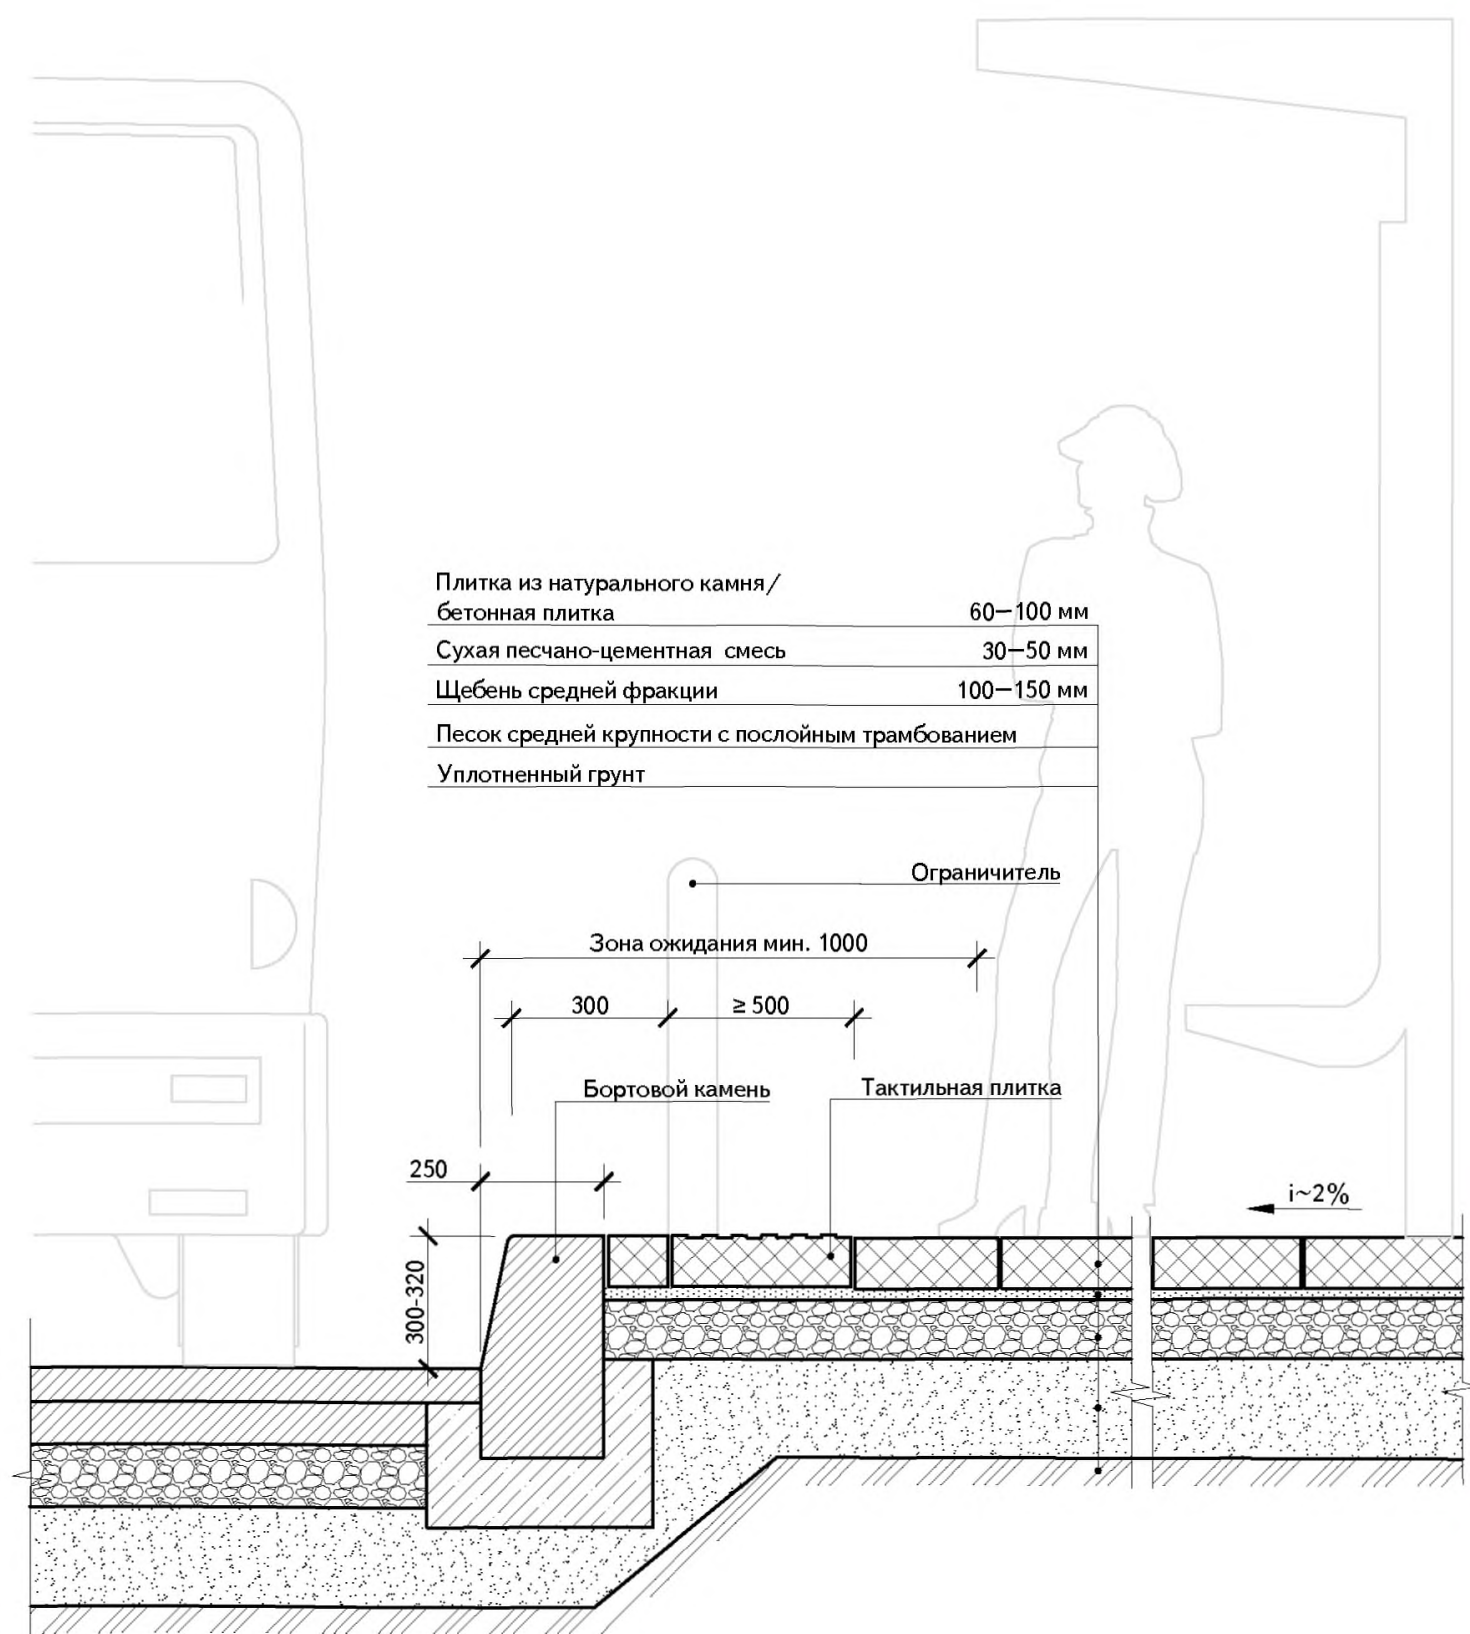 Плитка из натурального камня/
бетонная плитка 60—100 мм
Сухая песчано-цементная смесь 30—50 мм
Щебень средней фракции 100—150 мм
Песок средней крупности с послойным трамбованием
Уплотненный грунт
Ограничитель
Зона ожидания мин. 1000
300 ≥ 500
Бортовой камень Тактильная плитка
250
i~2%
300-320